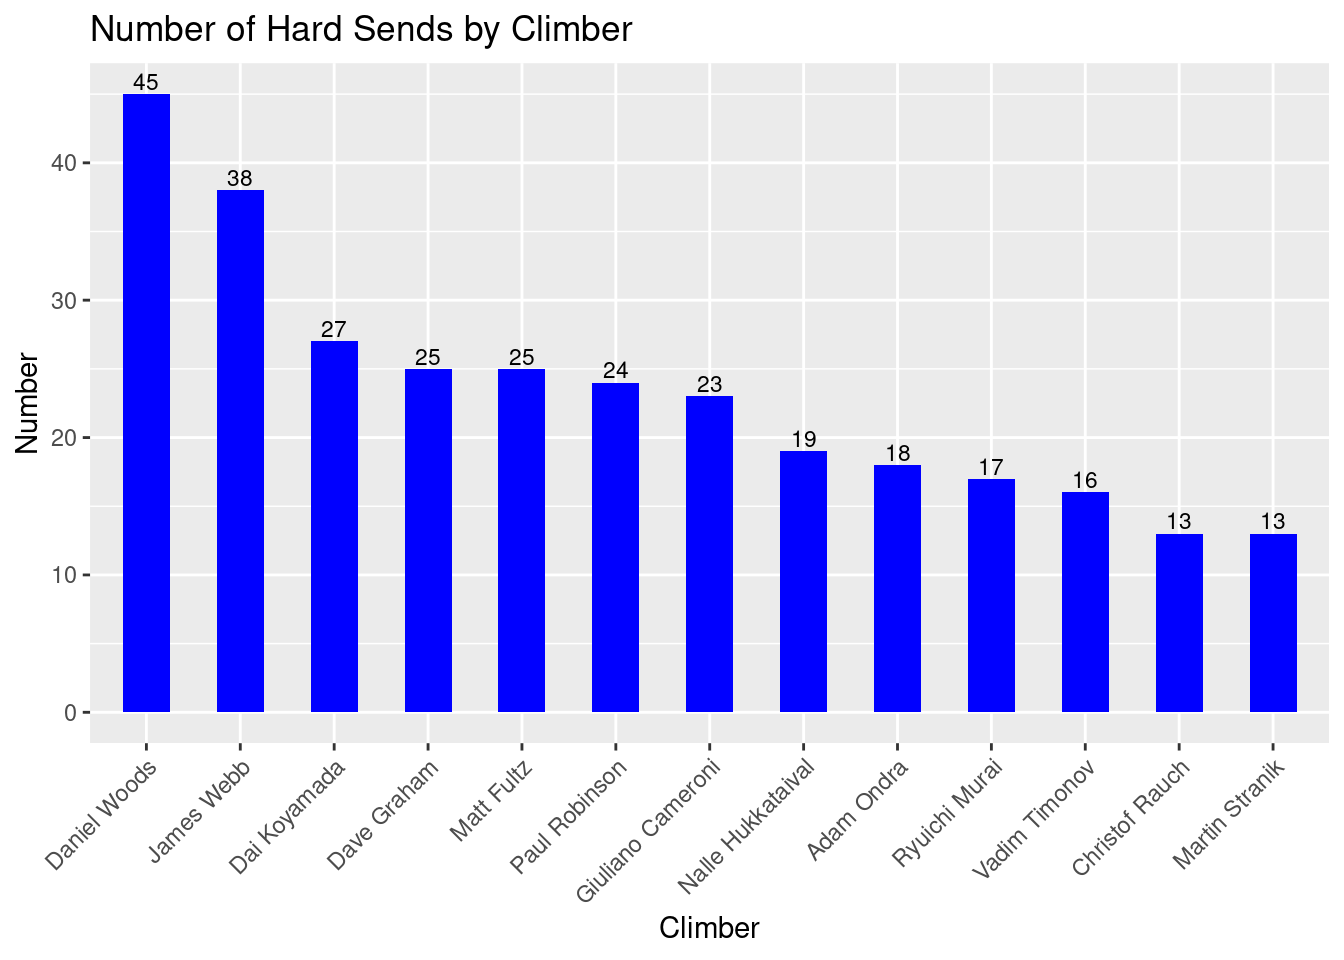 Number of Hard Sends by Climber
45
38
27
25
25
24
23
19
18
17
16
13
13
40
30
20
10
0
Number
Daniel Woods
James Webb
Dai Koyamada
Dave Graham
Matt Fultz
Paul Robinson
Giuliano Cameroni
Nalle Hukkataival
Adam Ondra
Ryuichi Murai
Vadim Timonov
Christof Rauch
Martin Stranik
Climber